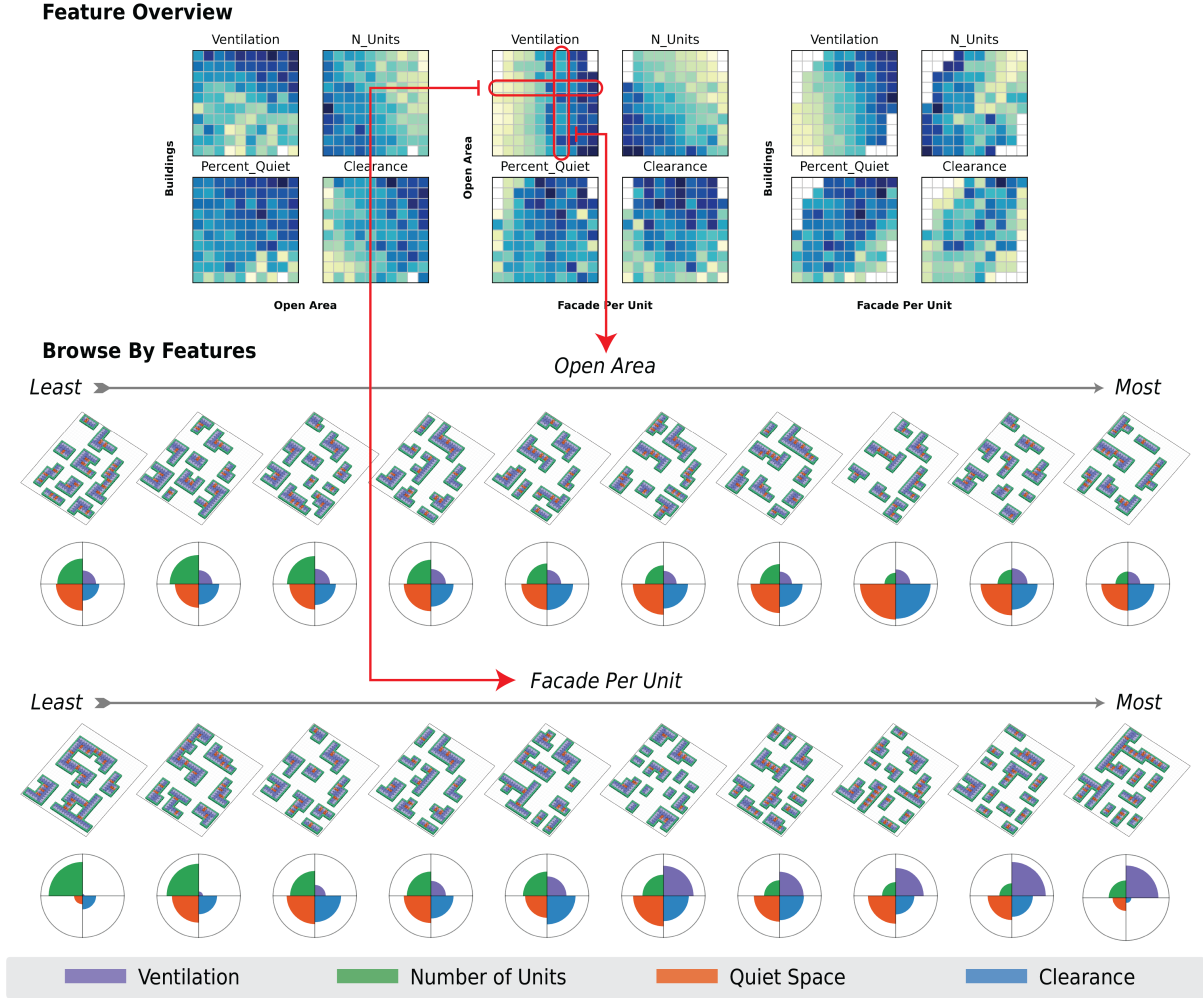 Feature Overview
Ventilation
N_Units
Ventilation
N_Units
Ventilation
N_Units
Buildings
Open Area
Buildings
Percent_Quiet
Clearance
Percent_Quiet
Clearance
Percent_Quiet
Clearance
Open Area
Facade Per Unit
Facade Per Unit
Browse By Features
Open Area
Least
Most
Facade Per Unit
Least
Most
Ventilation
Number of Units
Quiet Space
Clearance